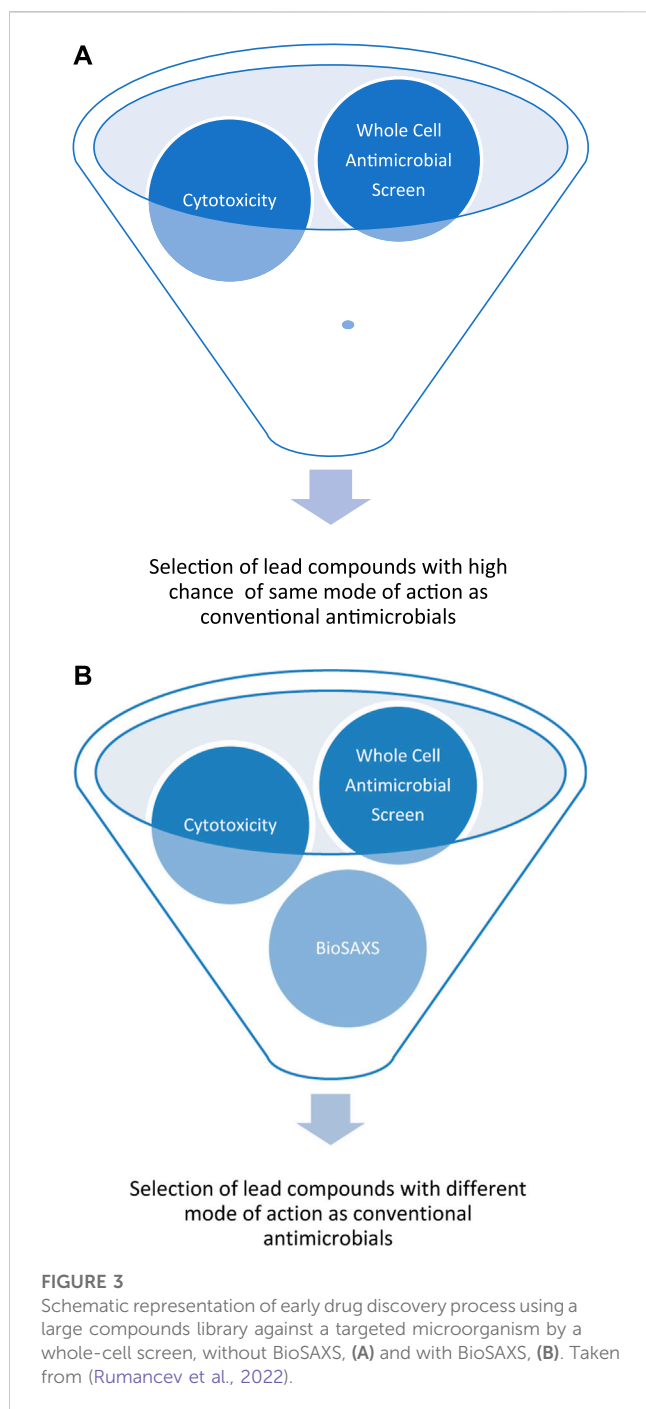 A
Whole Cell
Antimicrobial
Screen
Cytotoxicity
Selection of lead compounds with high
chance of same mode of action as
conventional antimicrobials
B
Whole Cell
Antimicrobial
Screen
Cytotoxicity
BioSAXS
Selection of lead compounds with different
mode of action as conventional
antimicrobials
FIGURE 3
Schematic representation of early drug discovery process using a
large compounds library against a targeted microorganism by a
whole-cell screen, without BioSAXS, (A) and with BioSAXS, (B). Taken
from (Rumancev et al., 2022).